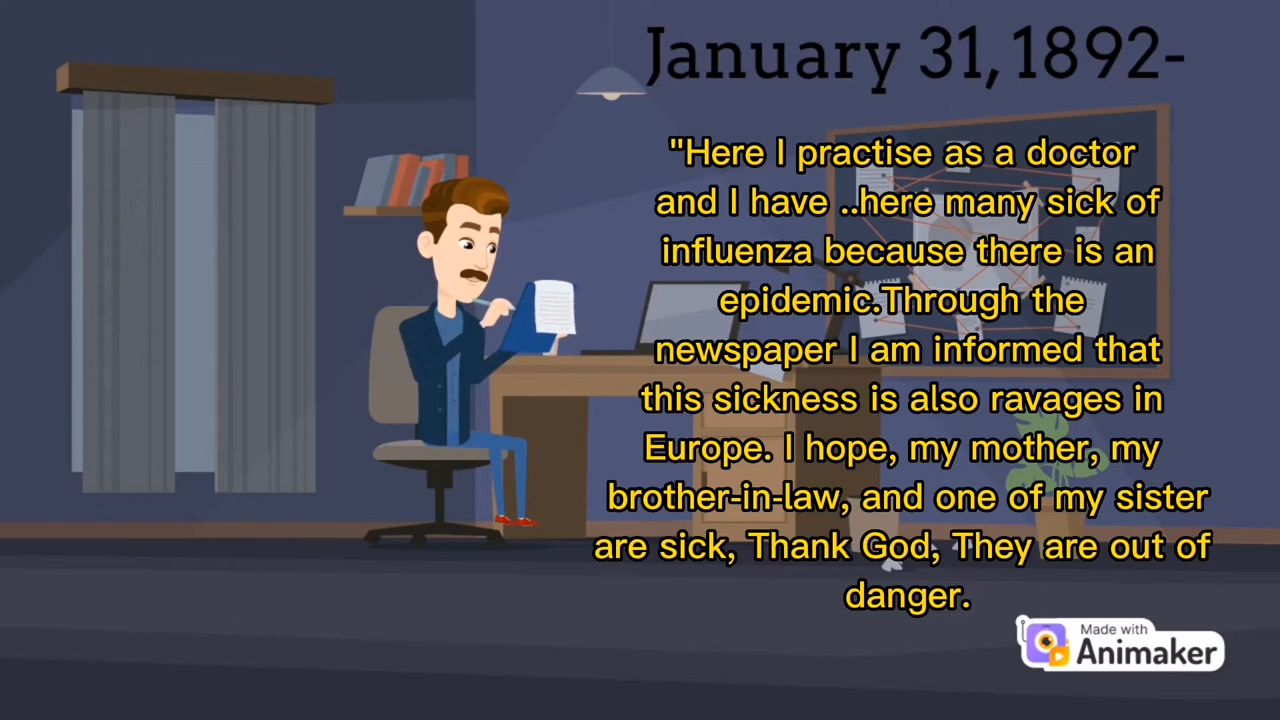 January 31,1892-
"Here I practise as a doctor
and I have ..here many sick of
influenza because there is an
epidemic.Through the
newspaper I am informed that
this sickness is also ravages in
Europe. I hope, my mother, my
brother-in-law, and one of my sister
are sick, Thank God, They are out of
danger.
Made with
Animaker